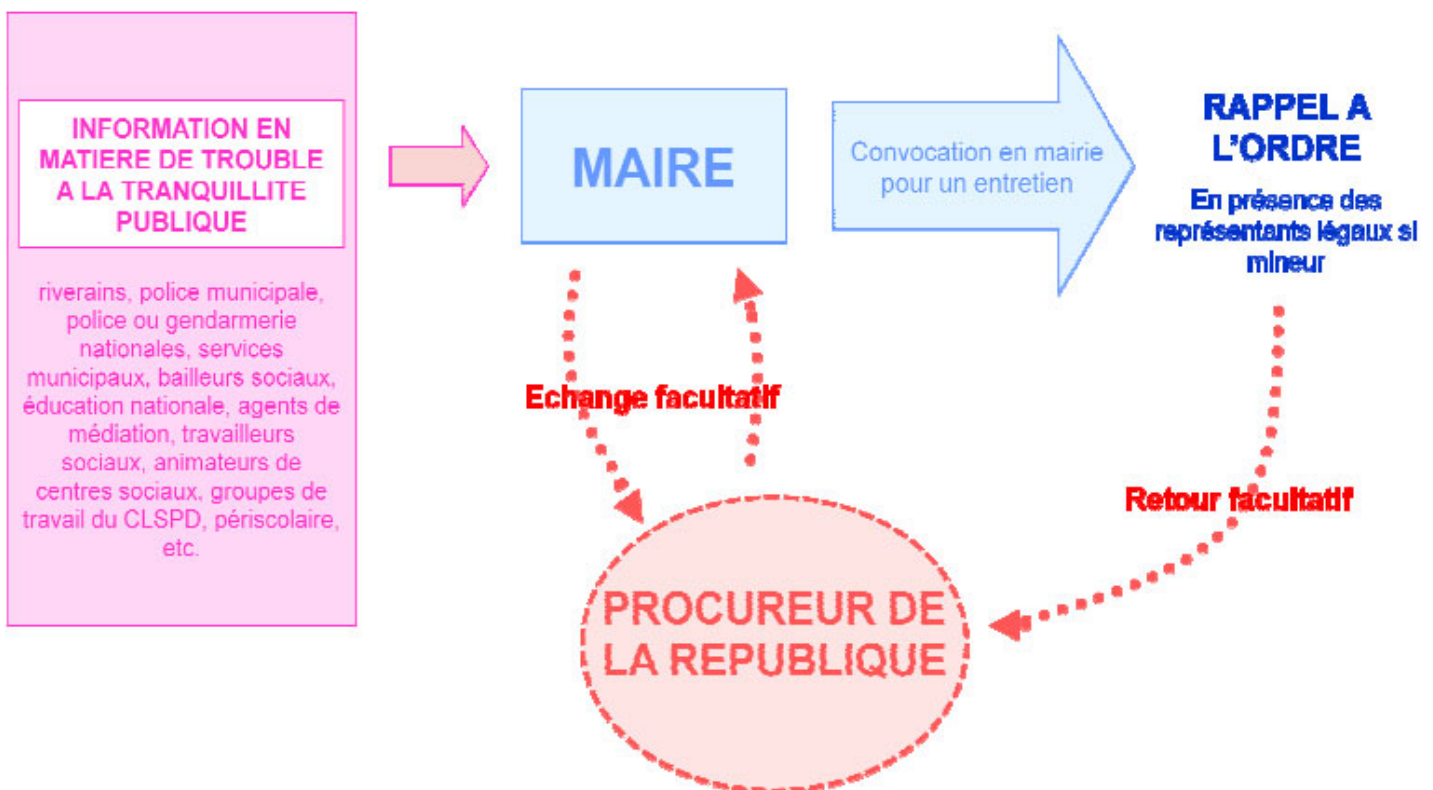 INFORMATION EN
MATIERE DE TROUBLE
A LA TRANQUILLITE
PUBLIQUE
riverains, police municipale,
police ou gendarmerie
nationales, services
municipaux, bailleurs sociaux,
éducation nationale, agents de
médiation, travailleurs
sociaux, animateurs de
centres sociaux, groupes de
travail du CLSPD, périscolaire,
etc.
MAIRE
Convocation en mairie
pour un entretien
RAPPEL A
L'ORDRE
En présence des
représentants légaux si
mineur
Echange facultatif
Retour facultatif
PROCUREUR DE
LA REPUBLIQUE